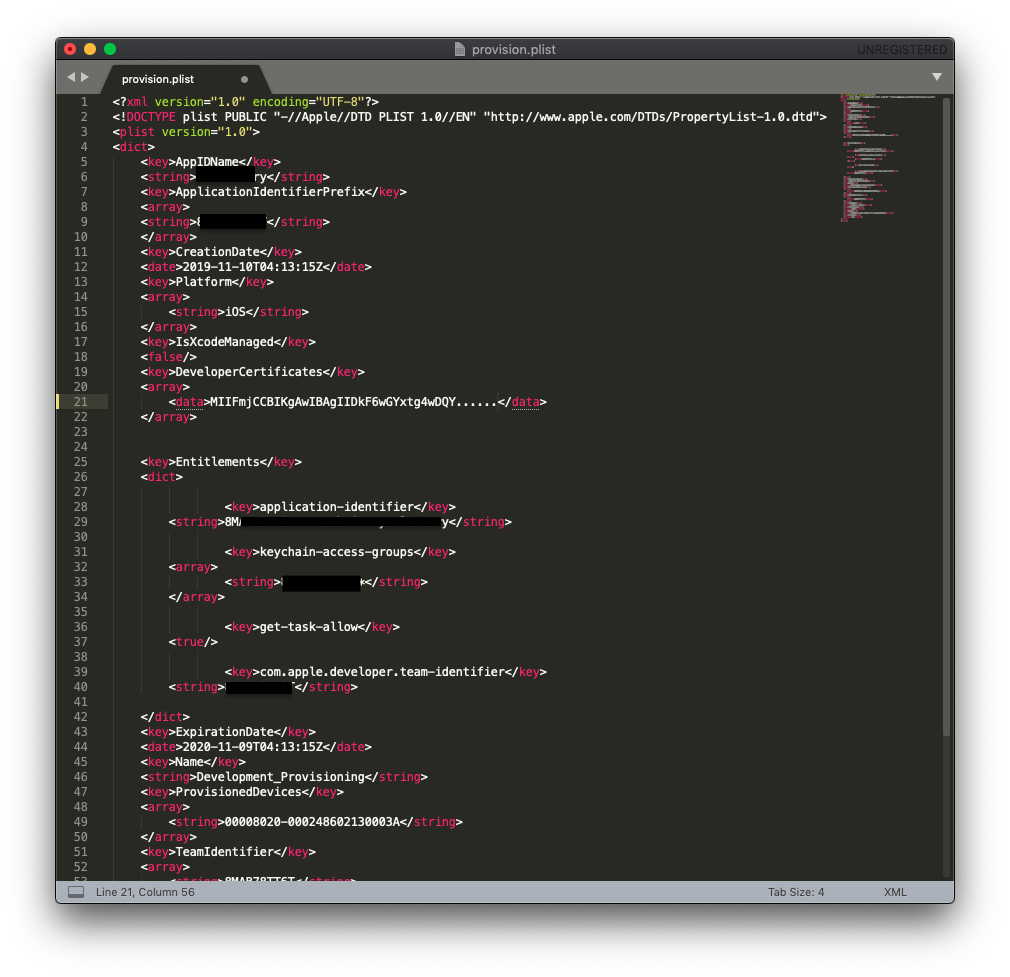 provision.plist
UNREGISTERED
provision.plist
1 <?xml version="1.0" encoding="UTF-8"?>
2 <!DOCTYPE plist PUBLIC "-//Apple//DTD PLIST 1.0//EN" "http://www.apple.com/DTDs/PropertyList-1.0.dtd">
3 <plist version="1.0">
4 <dict>
5 <key>AppIDName</key>
6 <string>ry</string>
7 <key>ApplicationIdentifierPrefix</key>
8 <array>
9 <string></string>
10 </array>
11 <key>CreationDate</key>
12 <date>2019-11-10T04:13:15Z</date>
13 <key>Platform</key>
14 <array>
15 <string>iOS</string>
16 </array>
17 <key>IsXcodeManaged</key>
18 <false/>
19 <key>DeveloperCertificates</key>
20 <array>
21 <data>MIIFmjCCBIKgAwIBAgIIDkF6wGYxtg4wDQY......</data>
22 </array>
23
24
25 <key>Entitlements</key>
26 <dict>
27
28 <key>application-identifier</key>
29 <string>8M y</string>
30
31 <key>keychain-access-groups</key>
32 <array>
33 <string></string>
34 </array>
35
36 <key>get-task-allow</key>
37 <true/>
38
39 <key>com.apple.developer.team-identifier</key>
40 <string></string>
41
42 </dict>
43 <key>ExpirationDate</key>
44 <date>2020-11-09T04:13:15Z</date>
45 <key>Name</key>
46 <string>Development_Provisioning</string>
47 <key>ProvisionedDevices</key>
48 <array>
49 <string>00008020-000248602130003A</string>
50 </array>
51 <key>TeamIdentifier</key>
52 <array>
Line 21, Column 56
Tab Size: 4
XML